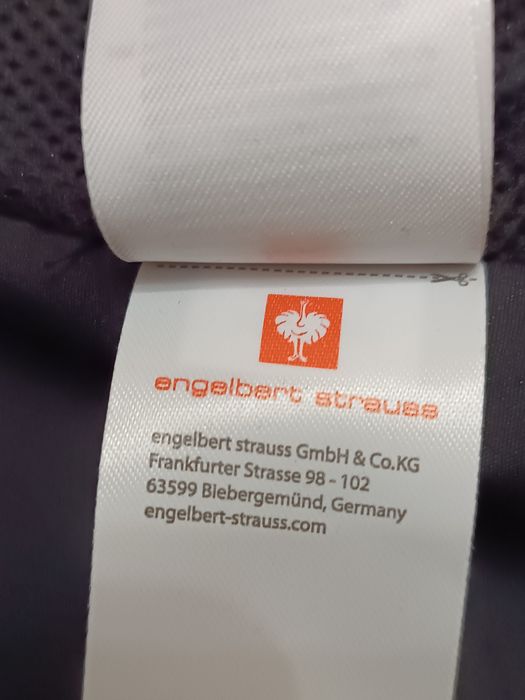 engelbert strauss
engelbert strauss GmbH & Co.KG
Frankfurter Strasse 98 - 102
63599 Biebergemünd, Germany
engelbert-strauss.com